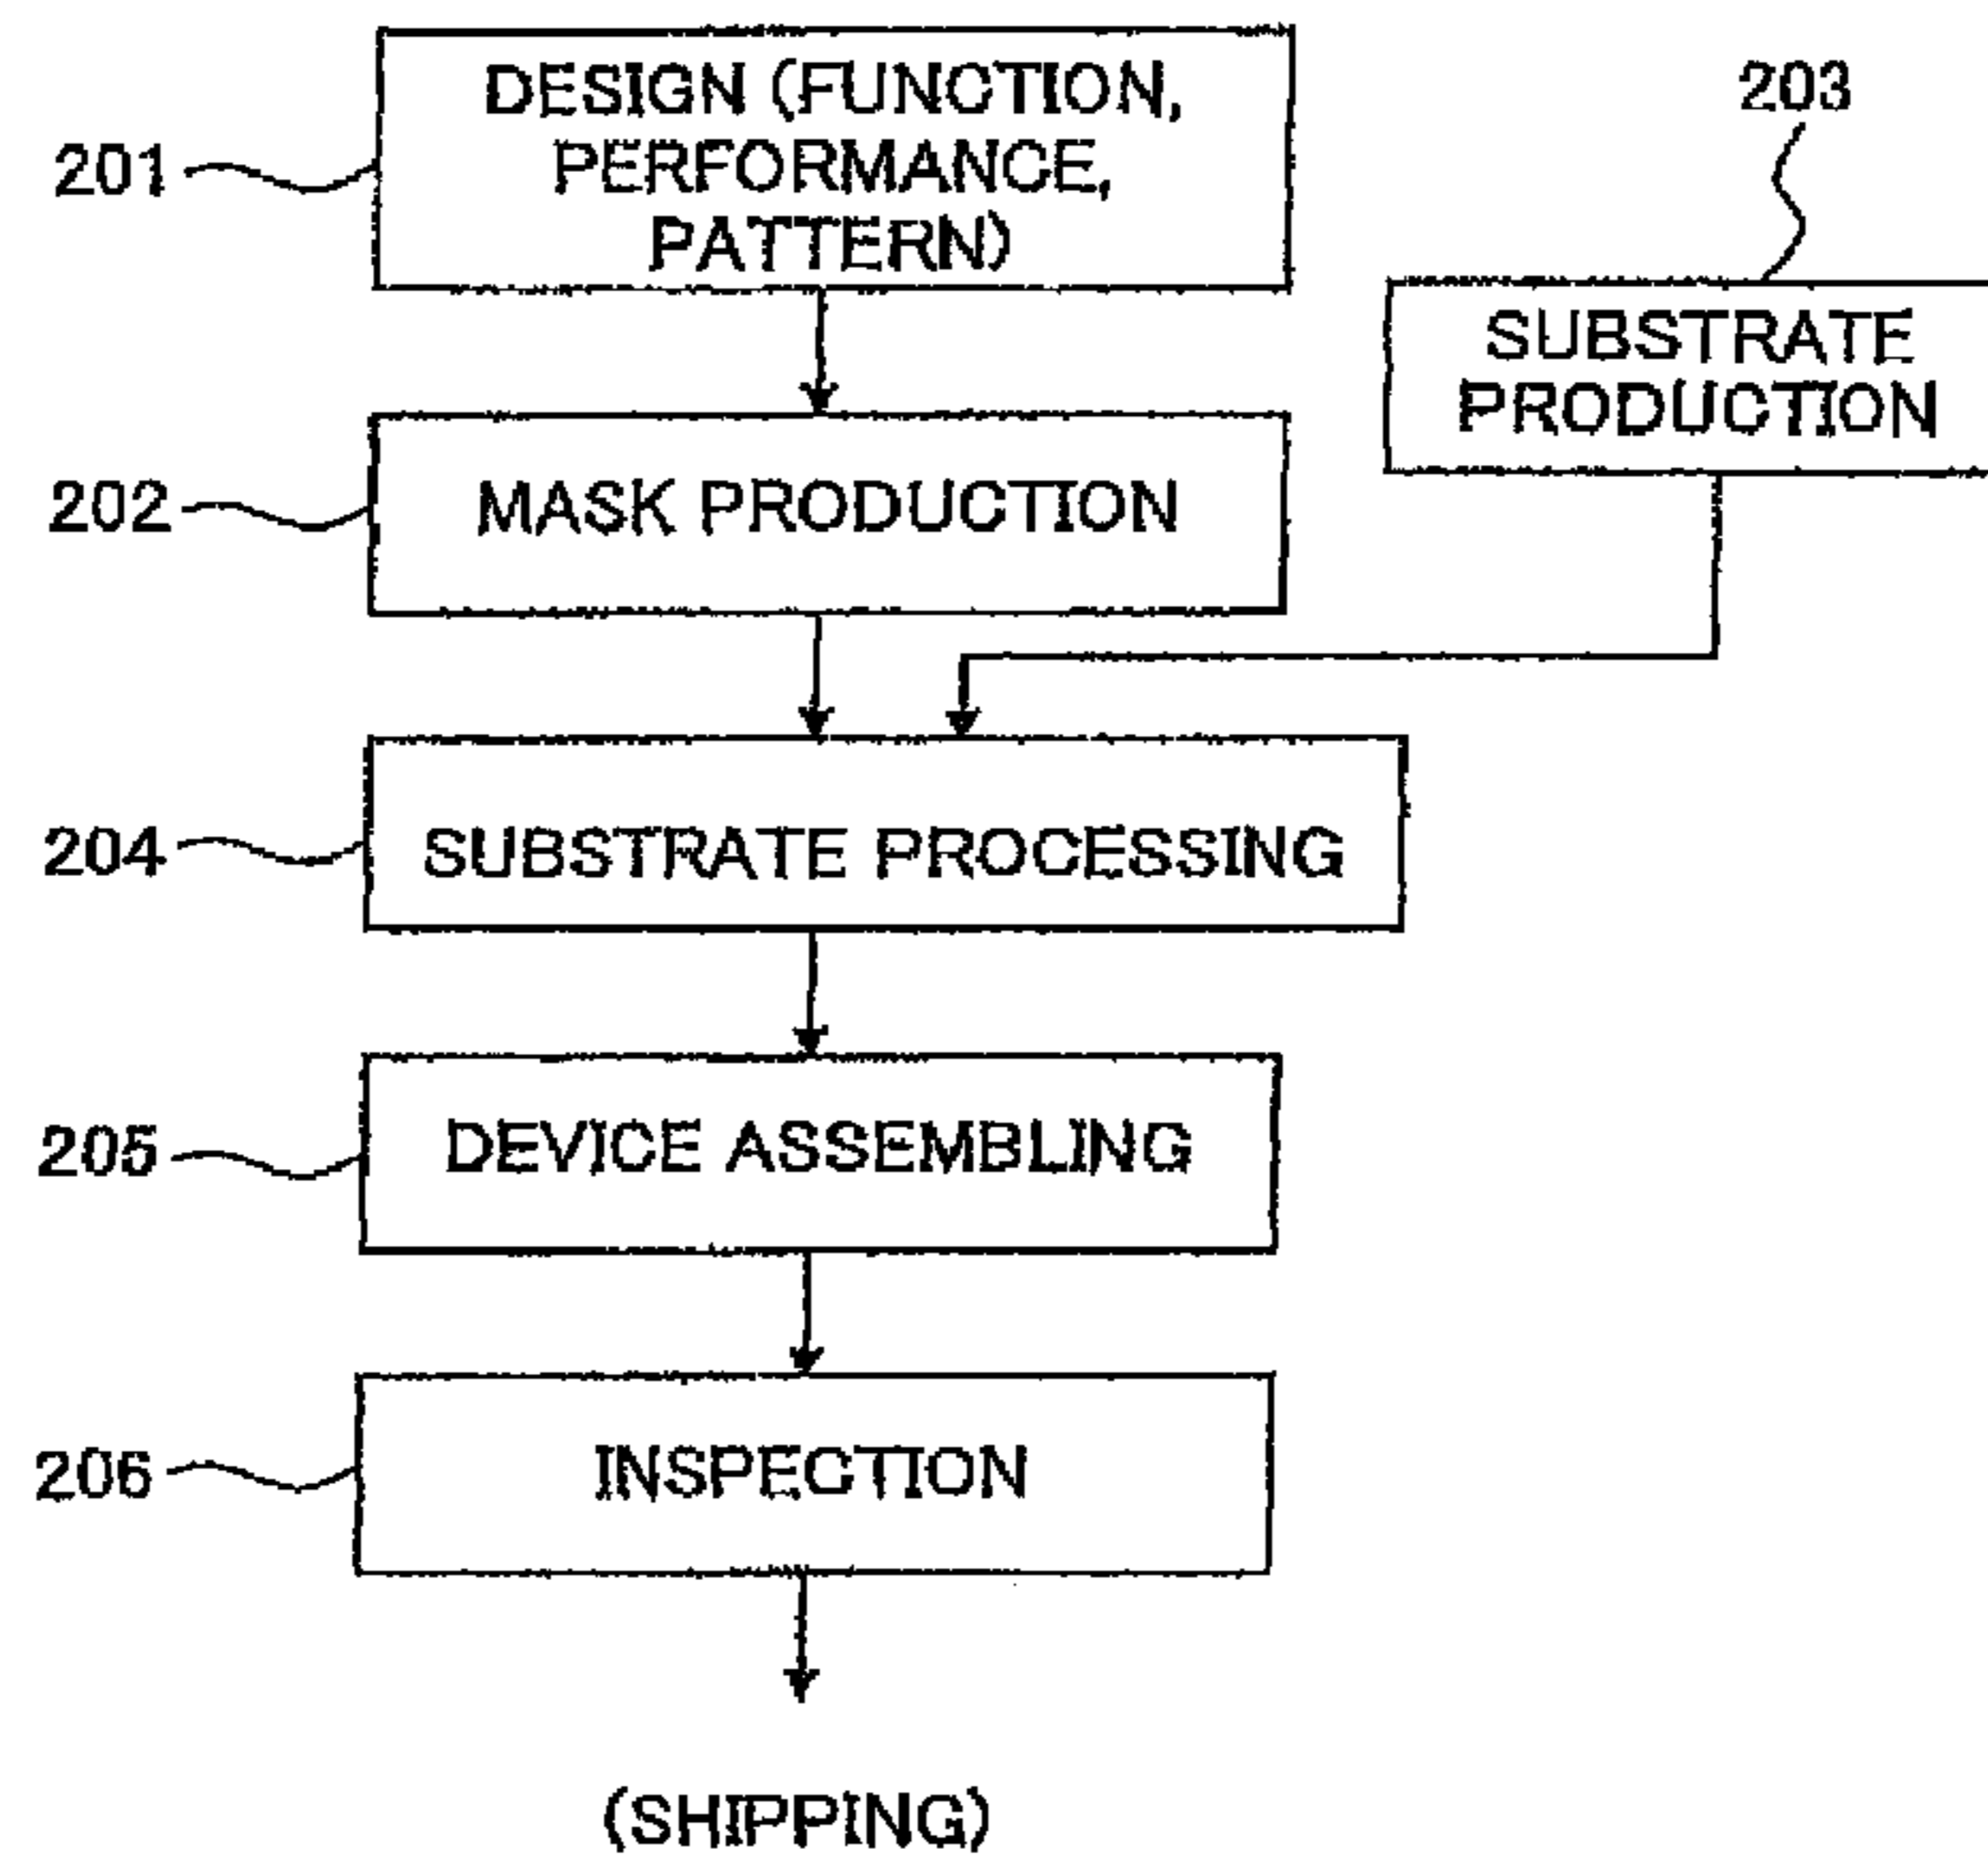 201
DESIGN (FUNCTION,
PERFORMANCE,
PATTERN)
203
SUBSTRATE
PRODUCTION
202
MASK PRODUCTION
204
SUBSTRATE PROCESSING
205
DEVICE ASSEMBLING
206
INSPECTION
(SHIPPING)